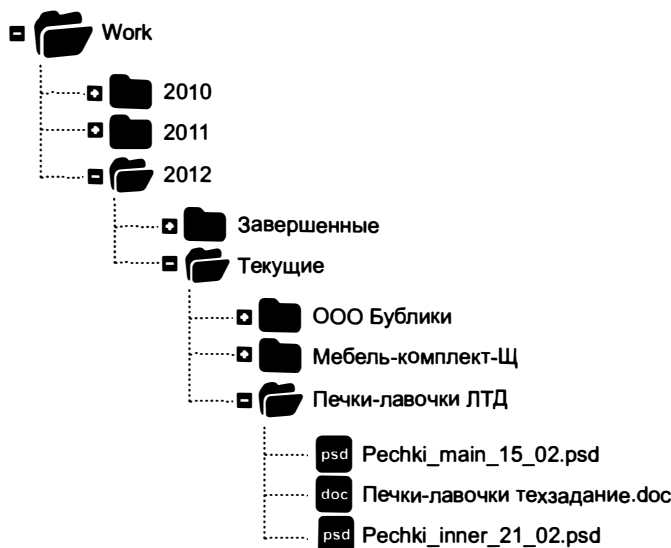 Work
2010
2011
2012
Завершенные
Текущие
ООО Бублики
Мебель-комплект-Щ
Печки-лавочки ЛТД
psd Pechki_main_15_02.psd
doc Печки-лавочки техзадание.doc
psd Pechki_inner_21_02.psd